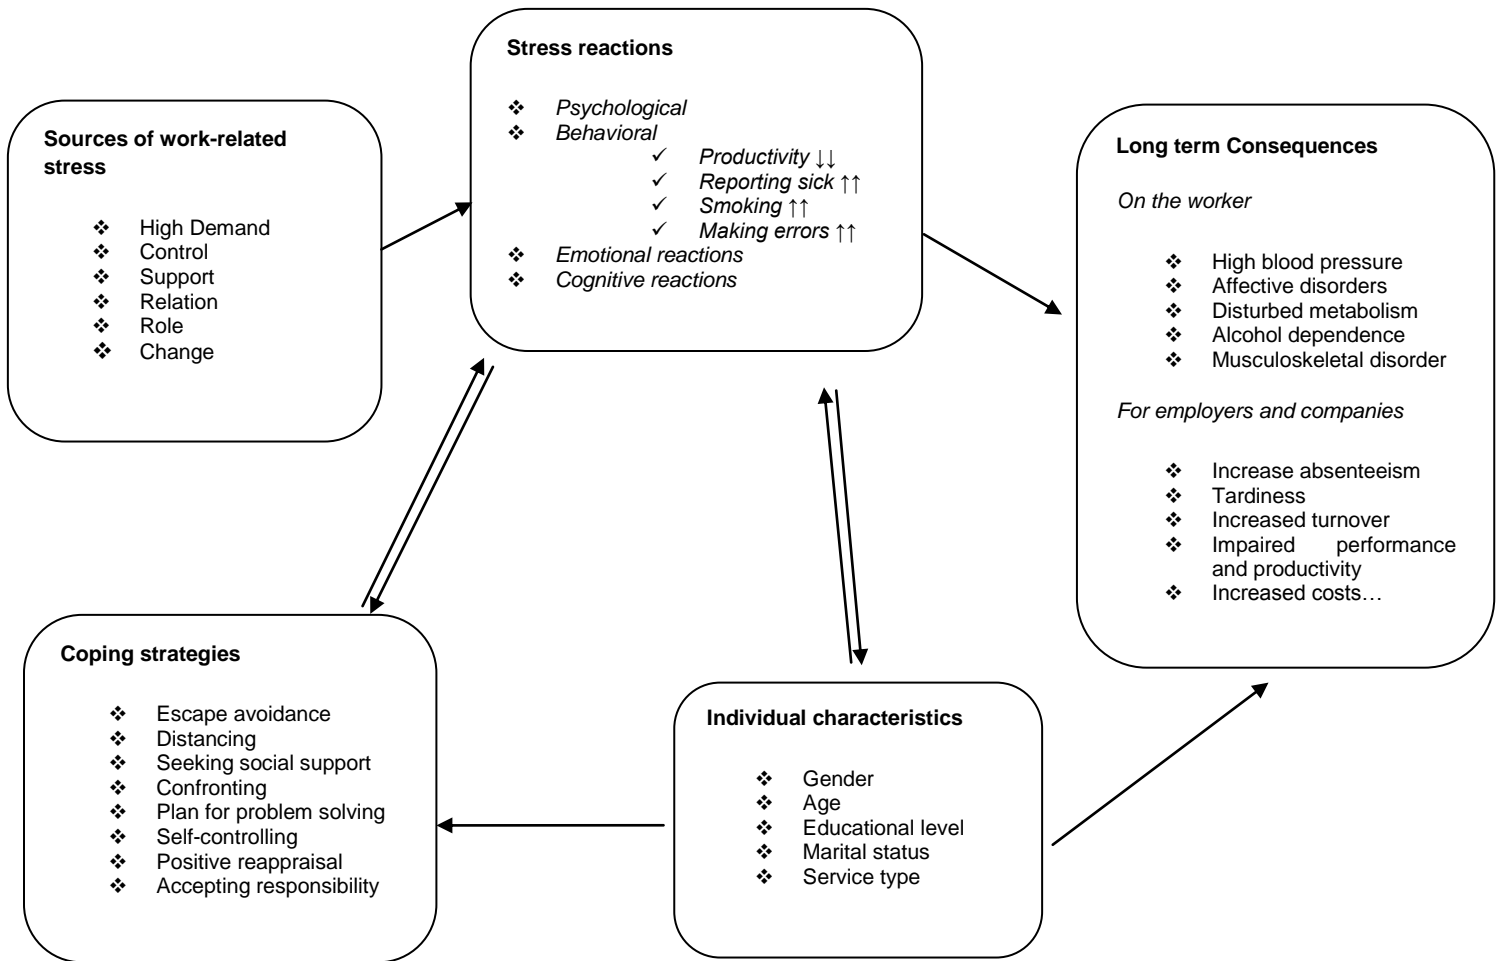 Sources of work-related
stress
❖ High Demand
❖ Control
❖ Support
❖ Relation
❖ Role
❖ Change
Stress reactions
❖ Psychological
❖ Behavioral
✓ Productivity ↓↓
✓ Reporting sick ↑↑
✓ Smoking ↑↑
✓ Making errors ↑↑
❖ Emotional reactions
❖ Cognitive reactions
Long term Consequences
On the worker
❖ High blood pressure
❖ Affective disorders
❖ Disturbed metabolism
❖ Alcohol dependence
❖ Musculoskeletal disorder
For employers and companies
❖ Increase absenteeism
❖ Tardiness
❖ Increased turnover
❖ Impaired performance
and productivity
❖ Increased costs…
Coping strategies
❖ Escape avoidance
❖ Distancing
❖ Seeking social support
❖ Confronting
❖ Plan for problem solving
❖ Self-controlling
❖ Positive reappraisal
❖ Accepting responsibility
Individual characteristics
❖ Gender
❖ Age
❖ Educational level
❖ Marital status
❖ Service type